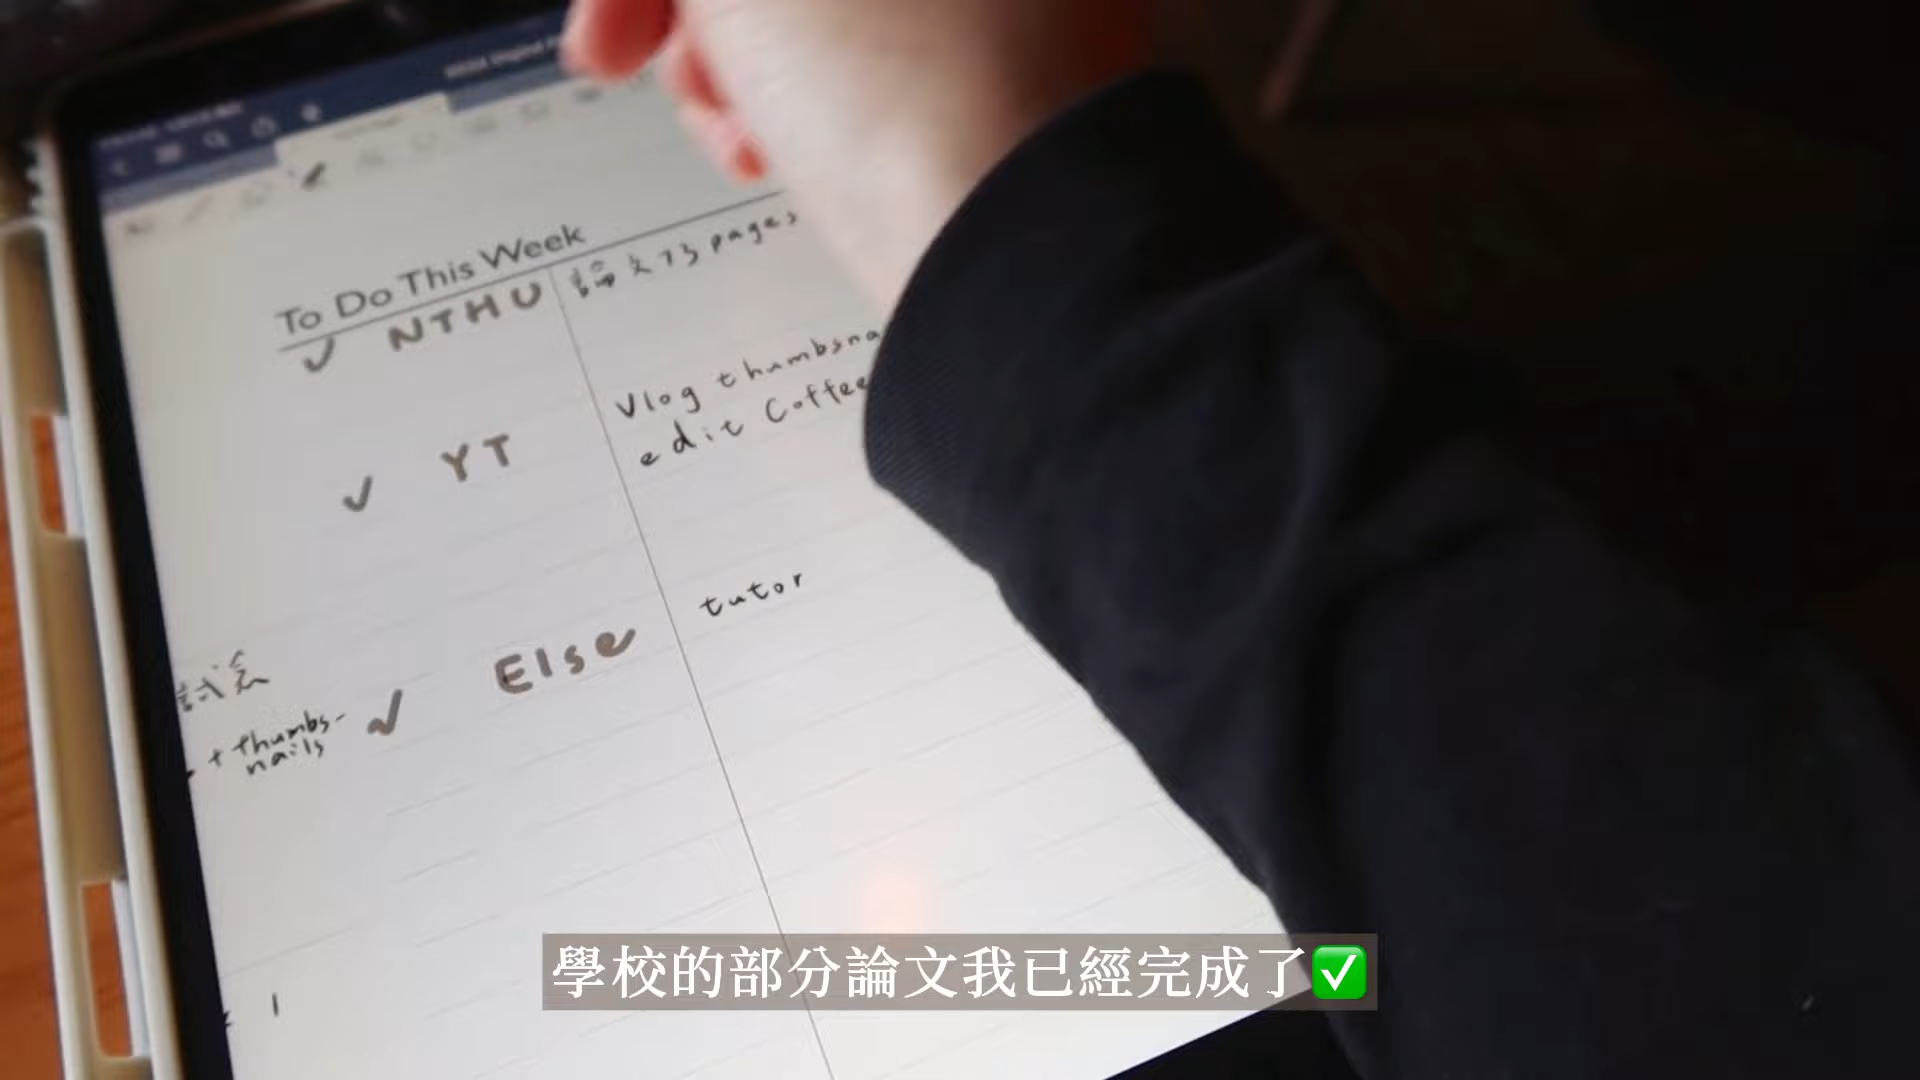 To Do This Week
✓ NTHU
論文 13 pages
✓ YT
Vlog thumbsna
edit Coffee
✓ Else
tutor
+ thumbs-
nails
1
學校的部分論文我已經完成了✅